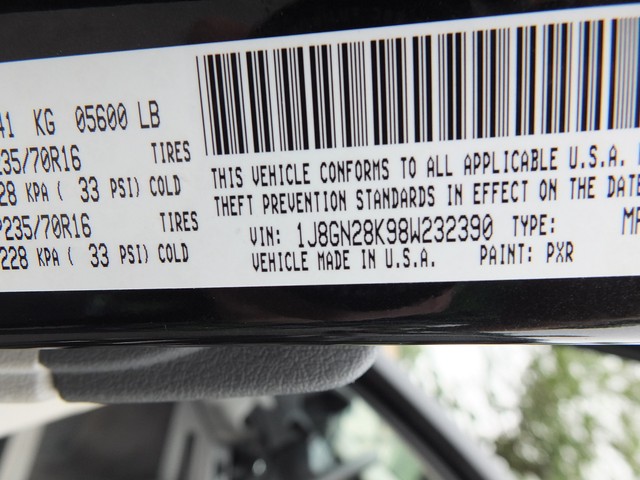 41 KG 05600 LB
235/70R16 TIRES
228 KPA ( 33 PSI) COLD
P235/70R16 TIRES
228 KPA ( 33 PSI) COLD
THIS VEHICLE CONFORMS TO ALL APPLICABLE U.S.A.
THEFT PREVENTION STANDARDS IN EFFECT ON THE DATE
VIN: 1J8GN28K98W232390 TYPE: MP
VEHICLE MADE IN U.S.A. PAINT: PXR